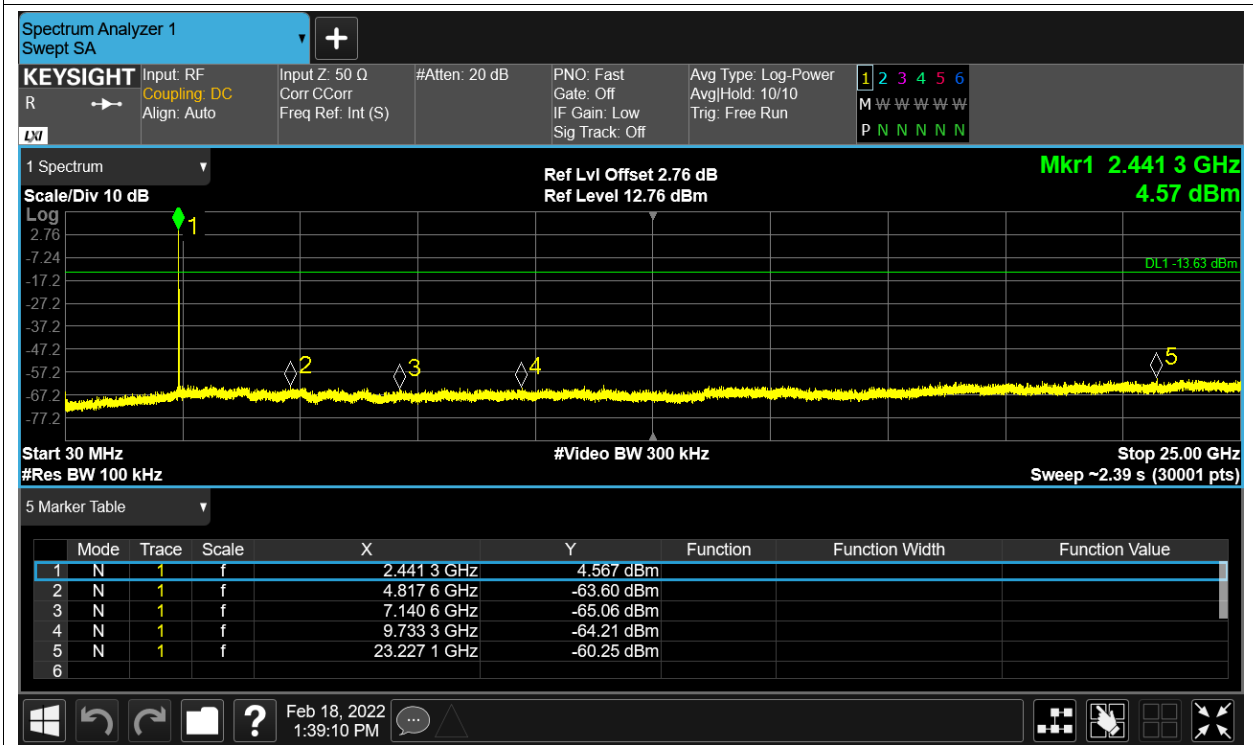 Spectrum Analyzer 1
Swept SA
+
KEYSIGHT
R
LXI
Input: RF
Coupling: DC
Align: Auto
Input Z: 50 Ω
Corr CCorr
Freq Ref: Int (S)
#Atten: 20 dB
PNO: Fast
Gate: Off
IF Gain: Low
Sig Track: Off
Avg Type: Log-Power
Avg|Hold: 10/10
Trig: Free Run
1 2 3 4 5 6
M W W W W W
P N N N N N
1 Spectrum
Scale/Div 10 dB
Ref Lvl Offset 2.76 dB
Ref Level 12.76 dBm
Mkr1 2.441 3 GHz
4.57 dBm
Log
2.76
-7.24
-17.2
-27.2
-37.2
-47.2
-57.2
-67.2
-77.2
1
2
3
4
5
DL1 -13.63 dBm
Start 30 MHz
#Video BW 300 kHz
Stop 25.00 GHz
#Res BW 100 kHz
Sweep ~2.39 s (30001 pts)
5 Marker Table
Mode Trace Scale X Y Function Function Width Function Value
1 N 1 f 2.441 3 GHz 4.567 dBm
2 N 1 f 4.817 6 GHz -63.60 dBm
3 N 1 f 7.140 6 GHz -65.06 dBm
4 N 1 f 9.733 3 GHz -64.21 dBm
5 N 1 f 23.227 1 GHz -60.25 dBm
6
?
Feb 18, 2022
1:39:10 PM